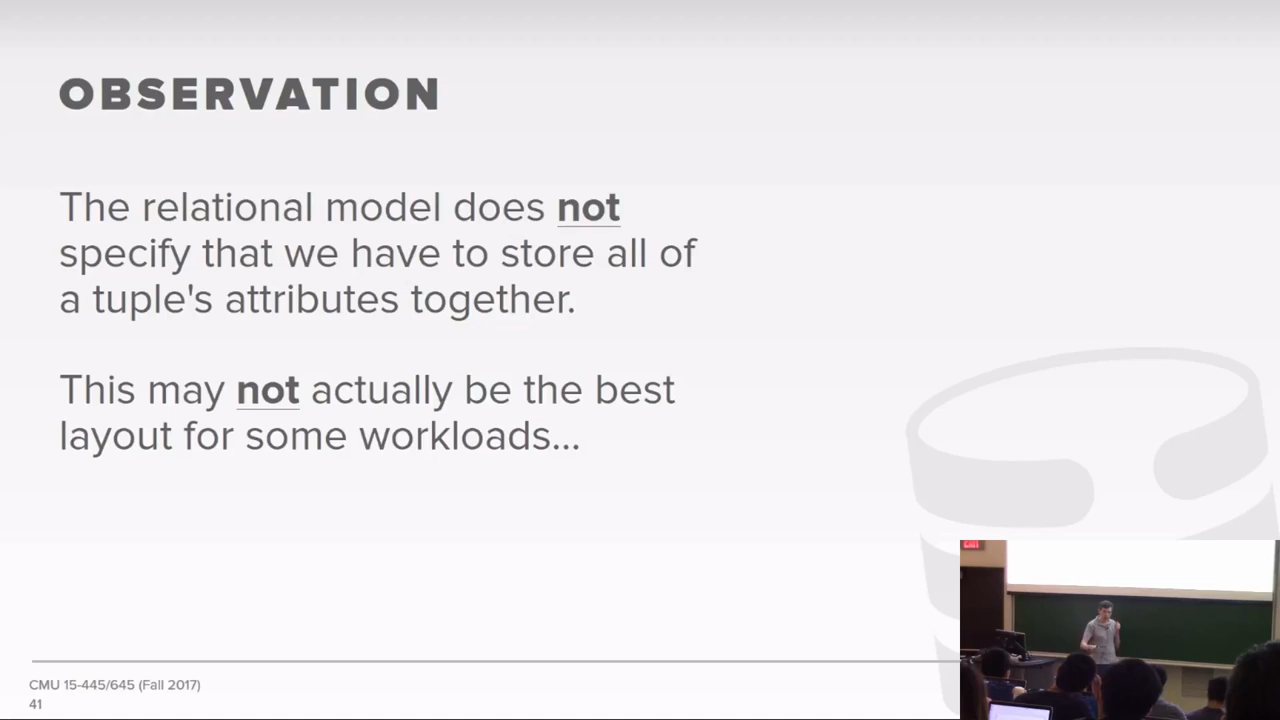 OBSERVATION
The relational model does not
specify that we have to store all of
a tuple's attributes together.
This may not actually be the best
layout for some workloads...
CMU 15-445/645 (Fall 2017)
41
EXIT